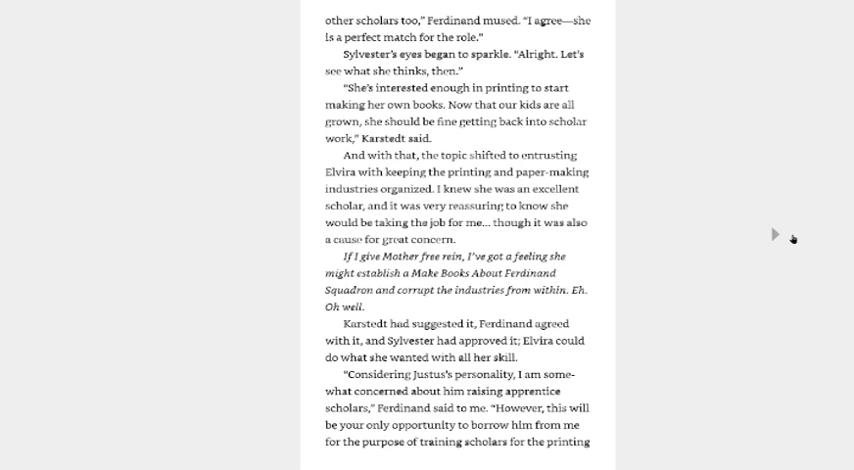 other scholars too,” Ferdinand mused. “I agree—she
is a perfect match for the role.”
Sylvester’s eyes began to sparkle. “Alright. Let’s
see what she thinks, then.”
“She’s interested enough in printing to start
making her own books. Now that our kids are all
grown, she should be fine getting back into scholar
work,” Karstedt said.
And with that, the topic shifted to entrusting
Elvira with keeping the printing and paper-making
industries organized. I knew she was an excellent
scholar, and it was very reassuring to know she
would be taking the job for me... though it was also
a cause for great concern.
If I give Mother free rein, I’ve got a feeling she
might establish a Make Books About Ferdinand
Squadron and corrupt the industries from within. Eh.
Oh well.
Karstedt had suggested it, Ferdinand agreed
with it, and Sylvester had approved it; Elvira could
do what she wanted with all her skill.
“Considering Justus’s personality, I am some-
what concerned about him raising apprentice
scholars,” Ferdinand said to me. “However, this will
be your only opportunity to borrow him from me
for the purpose of training scholars for the printing